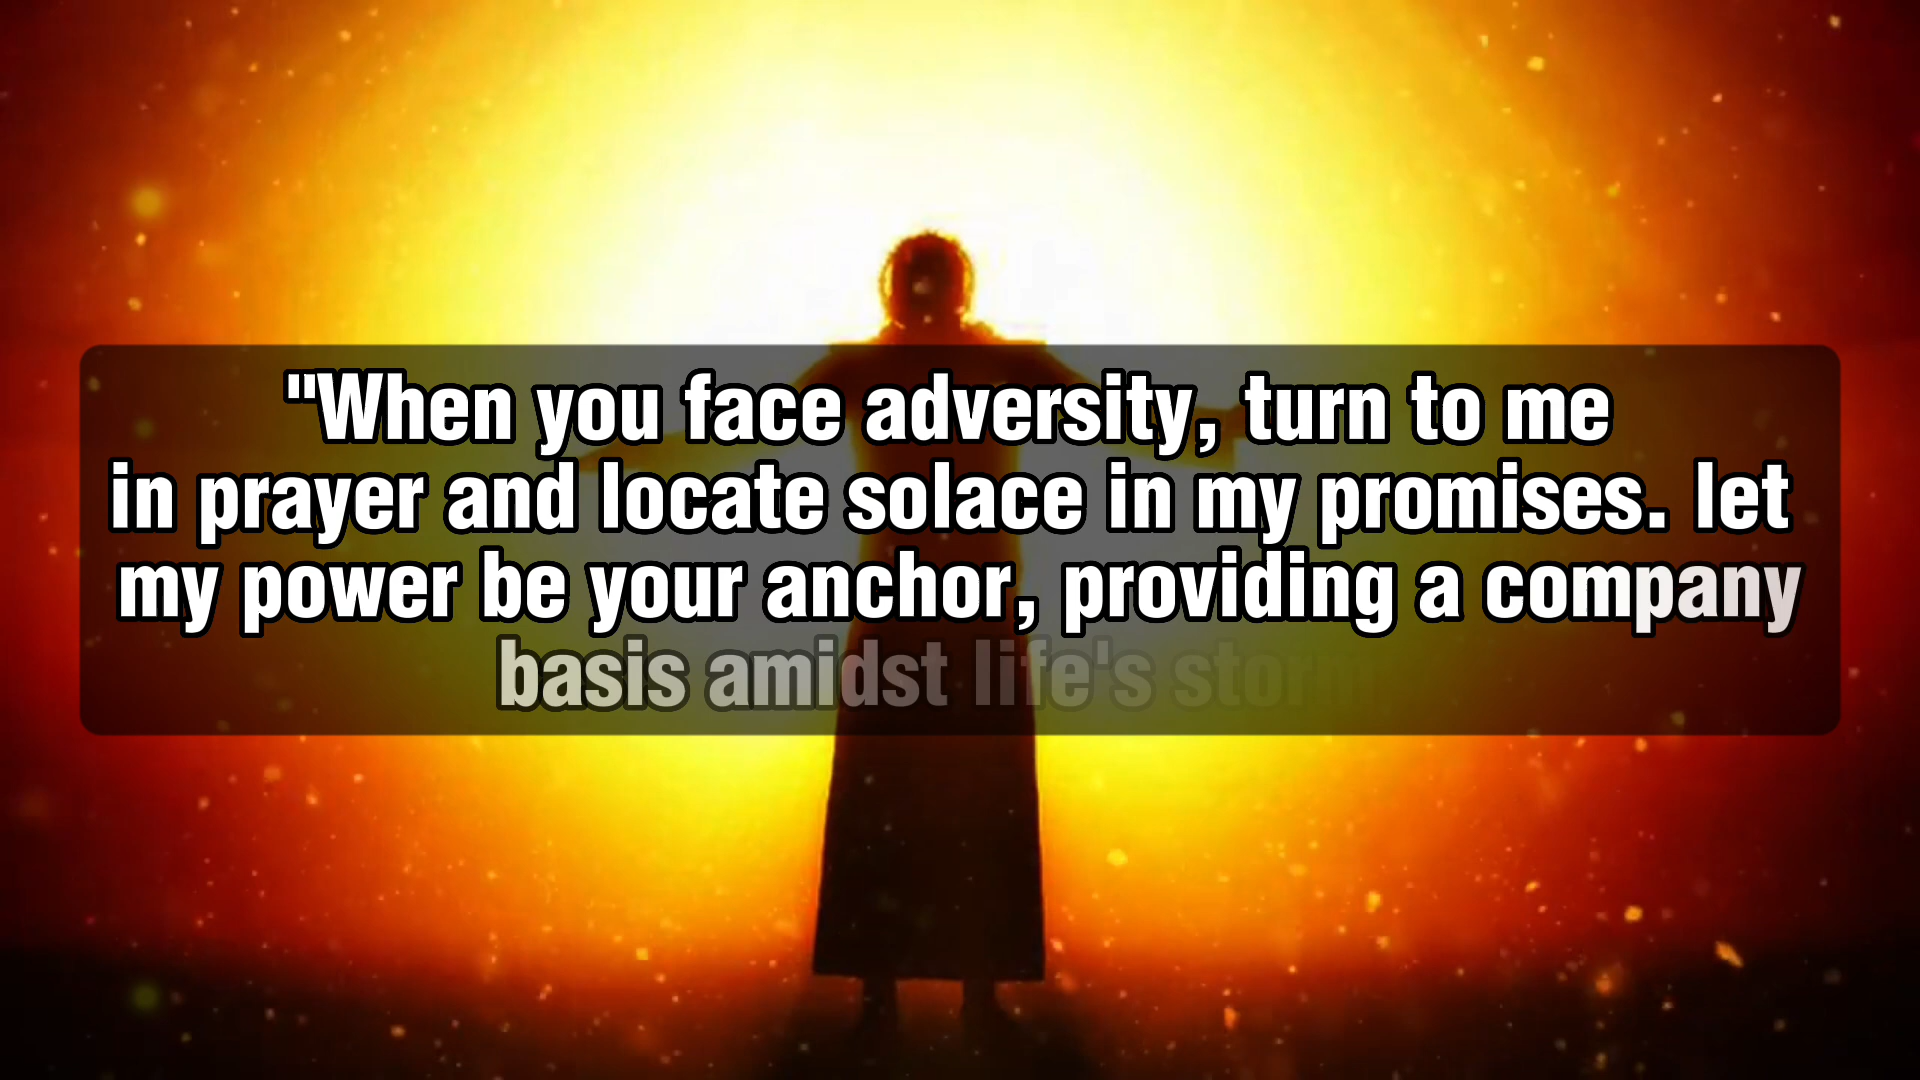 "When you face adversity, turn to me
in prayer and locate solace in my promises. let
my power be your anchor, providing a company
basis amidst life's storm